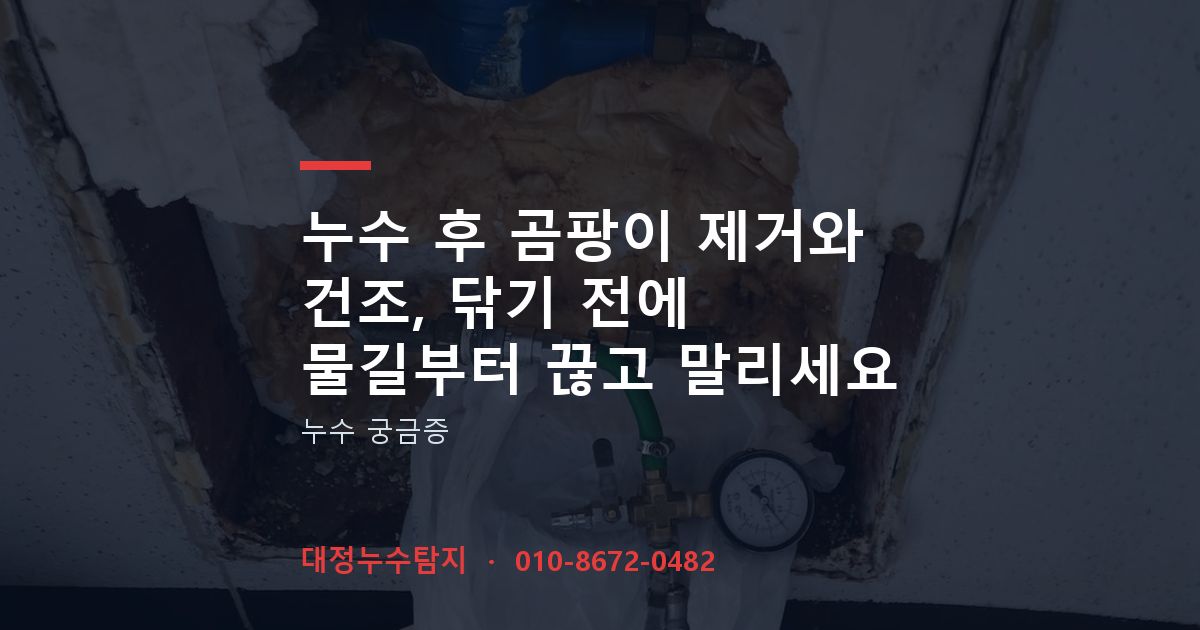 누수 후 곰팡이 제거와
건조, 닦기 전에
물길부터 끊고 말리세요
누수 궁금증
대정누수탐지 · 010-8672-0482